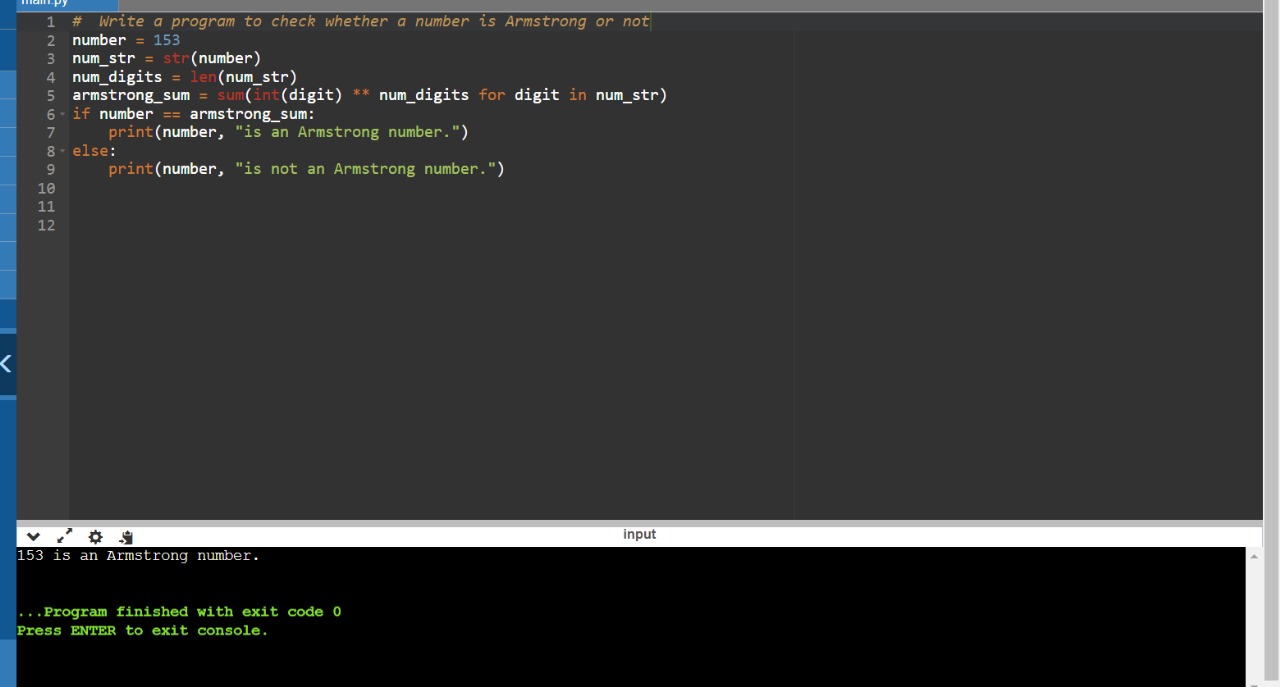 main.py
1 #  Write a program to check whether a number is Armstrong or not
2 number = 153
3 num_str = str(number)
4 num_digits = len(num_str)
5 armstrong_sum = sum(int(digit) ** num_digits for digit in num_str)
6 if number == armstrong_sum:
7     print(number, "is an Armstrong number.")
8 else:
9     print(number, "is not an Armstrong number.")
10
11
12
input
153 is an Armstrong number.
...Program finished with exit code 0
Press ENTER to exit console.